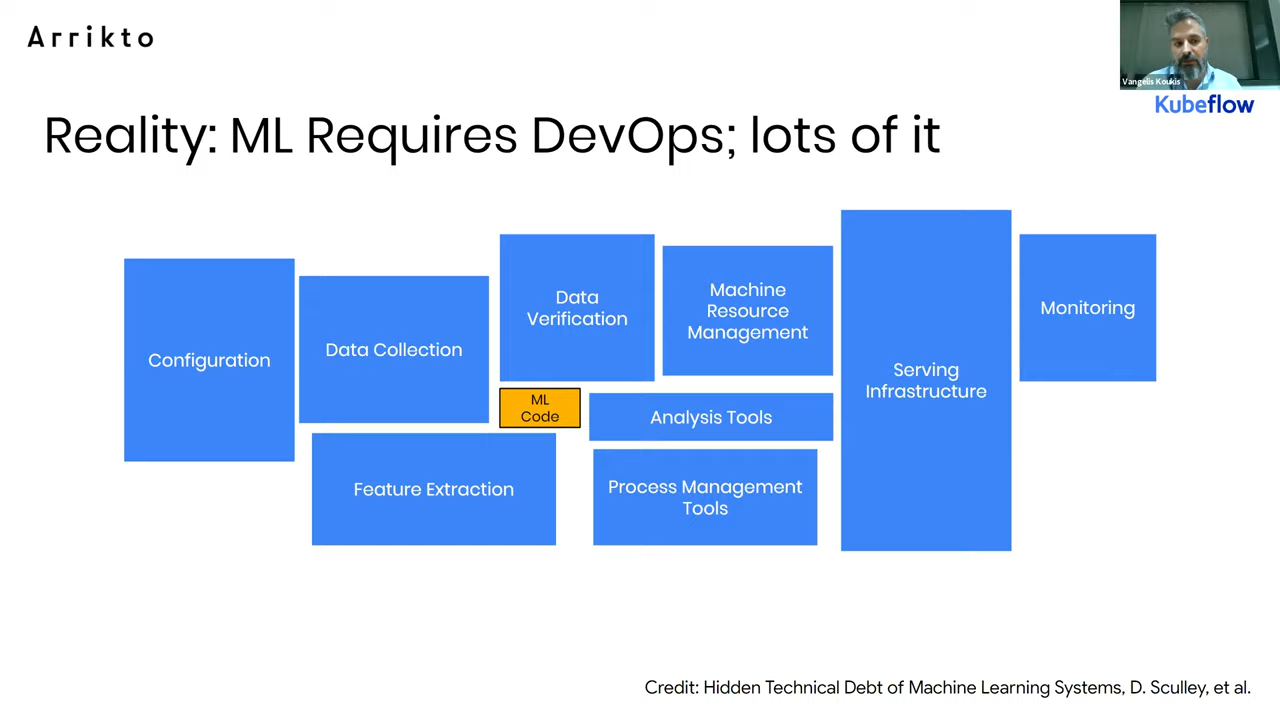 Arrikto
Vangelis Koukis
Kubeflow
Reality: ML Requires DevOps; lots of it
Configuration
Data Collection
Data
Verification
Machine
Resource
Management
Serving
Infrastructure
Monitoring
ML
Code
Analysis Tools
Feature Extraction
Process Management
Tools
Credit: Hidden Technical Debt of Machine Learning Systems, D. Sculley, et al.